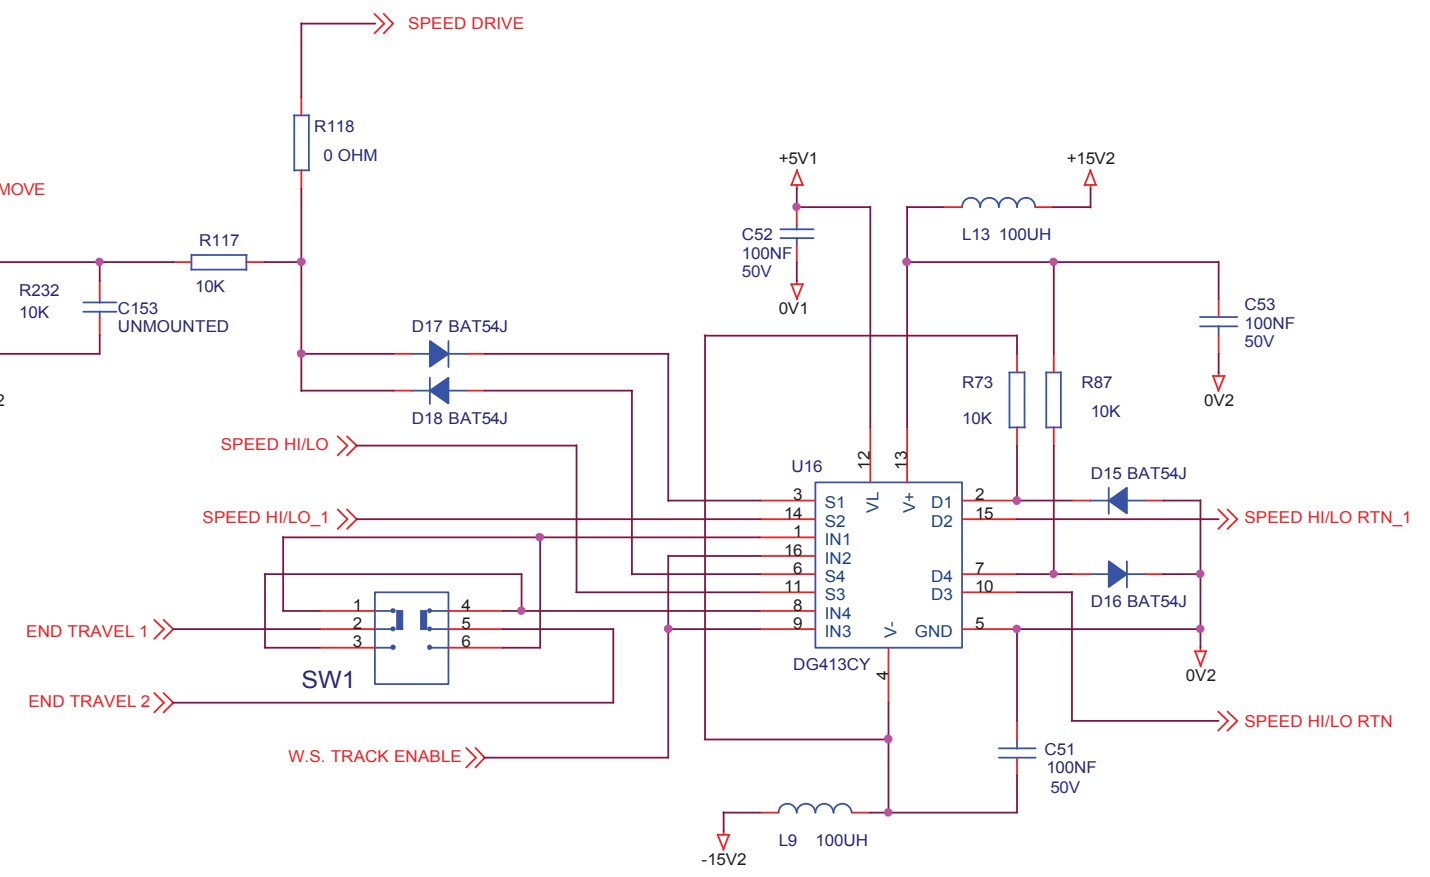 SPEED DRIVE
R118
0 OHM
MOVE
+5V1
+15V2
R117
10K
C52
100NF
50V
L13 100UH
R232
10K
C153
UNMOUNTED
0V1
C53
100NF
50V
D17 BAT54J
R73
10K
R87
10K
0V2
2
D18 BAT54J
SPEED HI/LO
U16
12
13
D15 BAT54J
3
S1
VL
V+
D1
2
SPEED HI/LO_1
14
S2
D2
15
SPEED HI/LO RTN_1
1
IN1
16
IN2
6
S4
D4
7
11
S3
D3
10
D16 BAT54J
8
IN4
9
IN3
V-
GND
5
1
2
3
4
5
6
END TRAVEL 1
SW1
DG413CY
4
0V2
END TRAVEL 2
SPEED HI/LO RTN
W.S. TRACK ENABLE
C51
100NF
50V
L9 100UH
-15V2